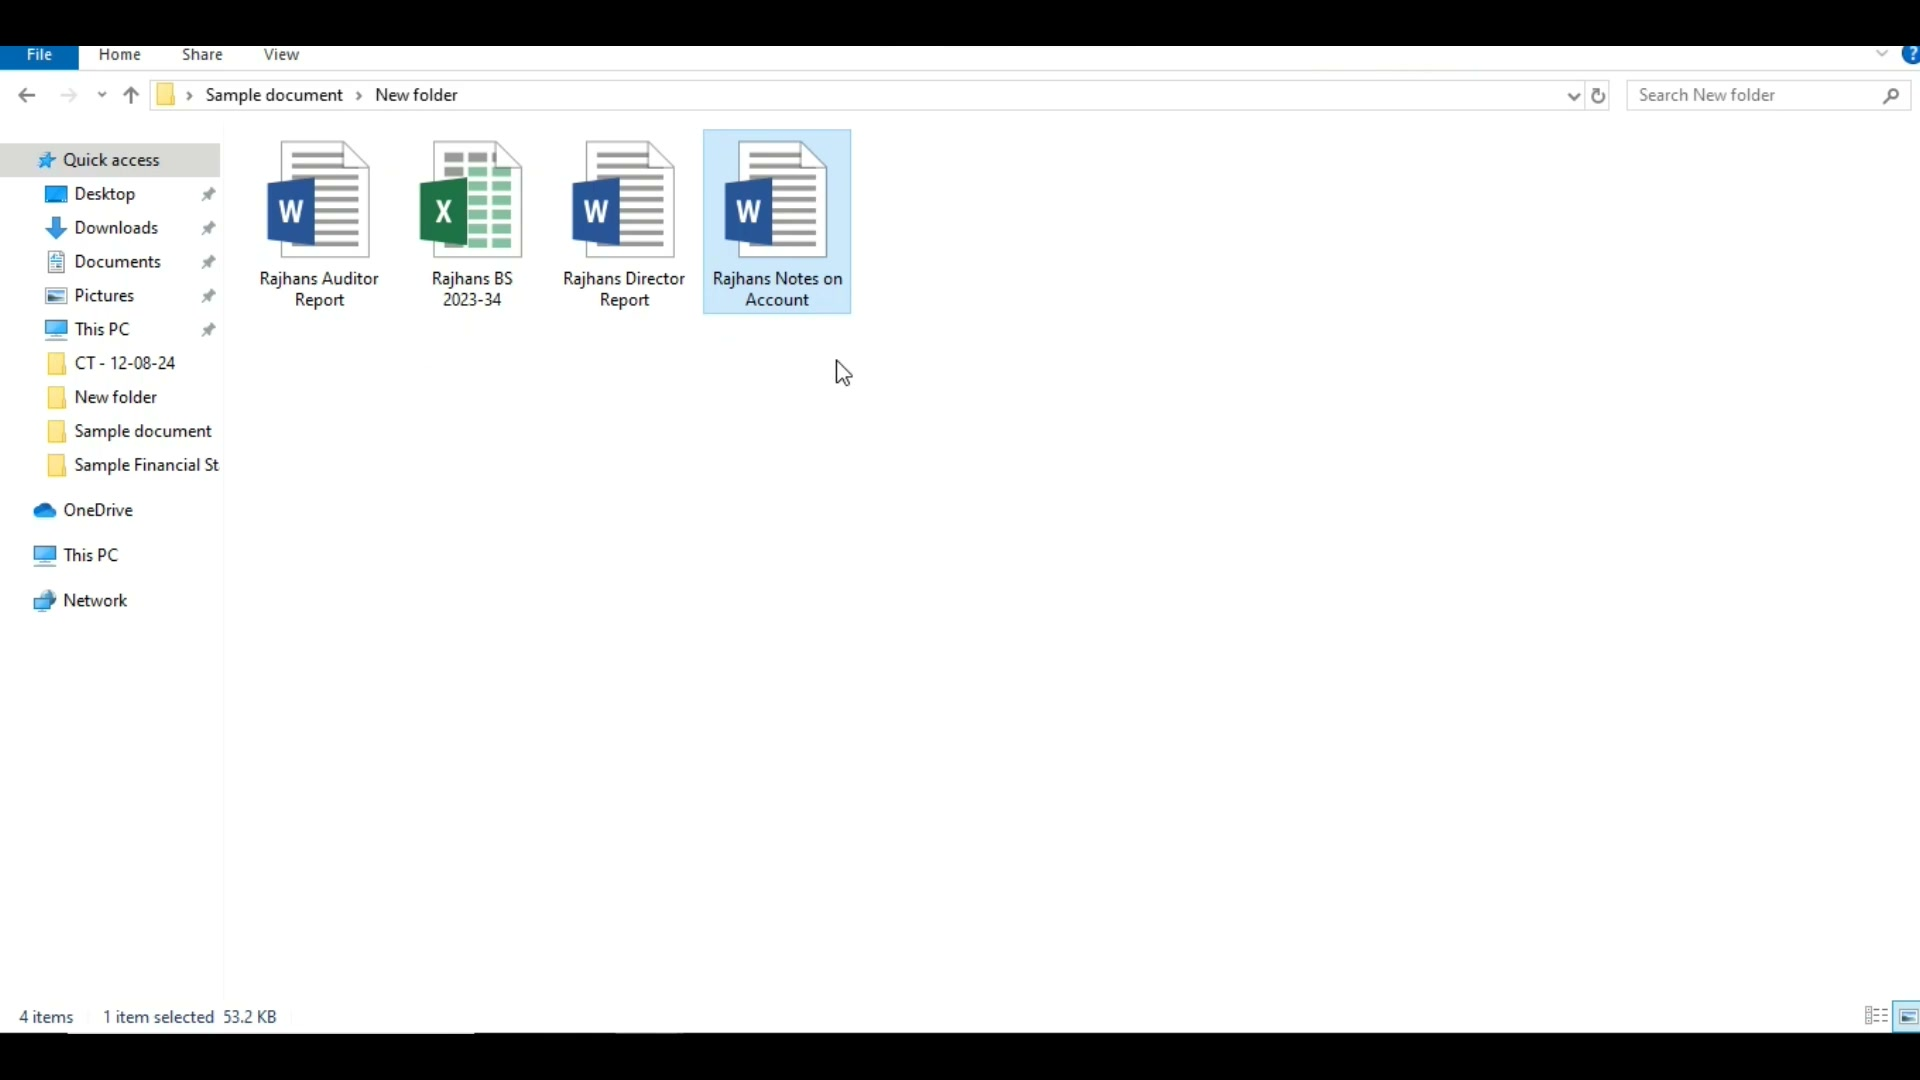 File Home Share View
Sample document New folder
Search New folder
Quick access
Desktop
Downloads
Documents
Pictures
This PC
CT - 12-08-24
New folder
Sample document
Sample Financial St
OneDrive
This PC
Network
W
Rajhans Auditor
Report
X
Rajhans BS
2023-34
W
Rajhans Director
Report
W
Rajhans Notes on
Account
4 items 1 item selected 53.2 KB
?